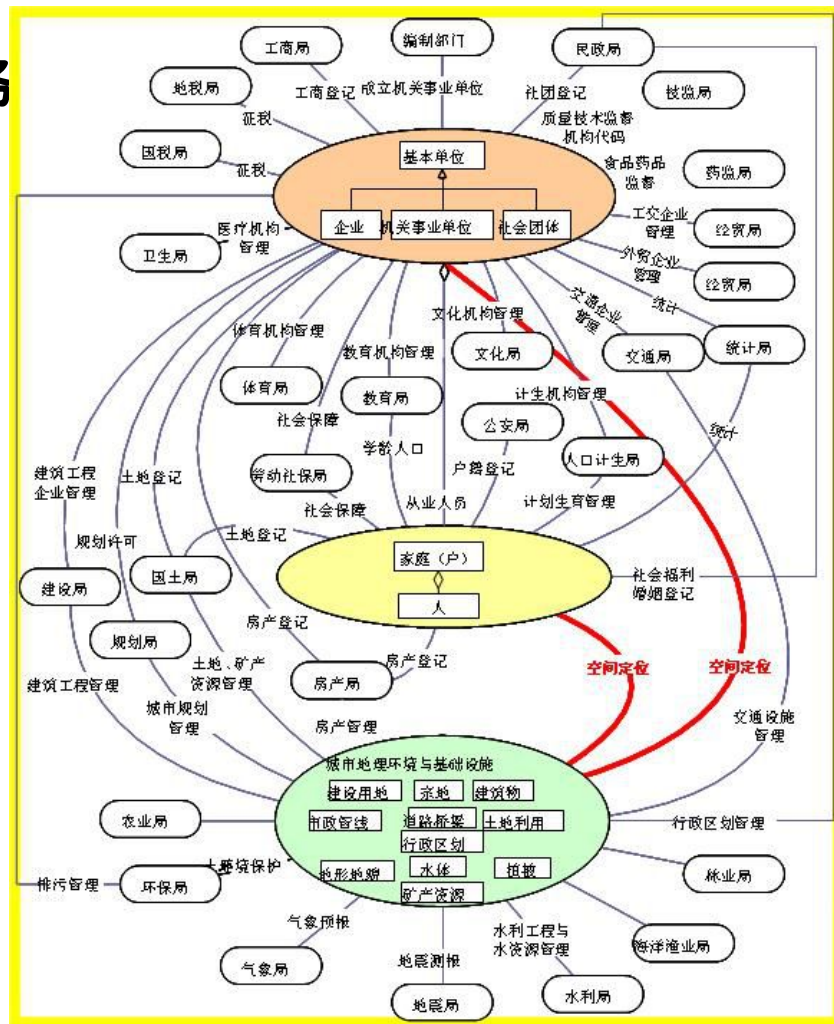 务
工商局
编制部门
民政局
地税局
工商登记
成立机关事业单位
社团登记
技监局
征税
质量技术监督
机构代码
国税局
征税
基本单位
食品药品
监督
药监局
企业
机关事业单位
社会团体
工交企业
管理
经贸局
医疗机构
管理
卫生局
外贸企业
管理
经贸局
文化机构管理
交通企业
管理
统计
体育机构管理
教育机构管理
文化局
交通局
统计局
体育局
教育局
计生机构管理
社会保障
公安局
统计
学龄人口
户籍登记
人口计生局
建筑工程
企业管理
土地登记
劳动社保局
社会保障
从业人员
计划生育管理
规划许可
土地登记
家庭（户）
人
国土局
建设局
社会福利
婚姻登记
规划局
房产登记
房产登记
土地、矿产
资源管理
房产局
空间定位
空间定位
建筑工程管理
城市规划
管理
房产管理
交通设施
管理
城市地理环境与基础设施
建设用地
宗地
建筑物
市政管线
道路桥梁
土地利用
行政区划
地形地貌
水体
植被
矿产资源
农业局
行政区划管理
环境保护
排污管理
环保局
林业局
气象预报
水利工程与
水资源管理
海洋渔业局
气象局
地震测报
地震局
水利局